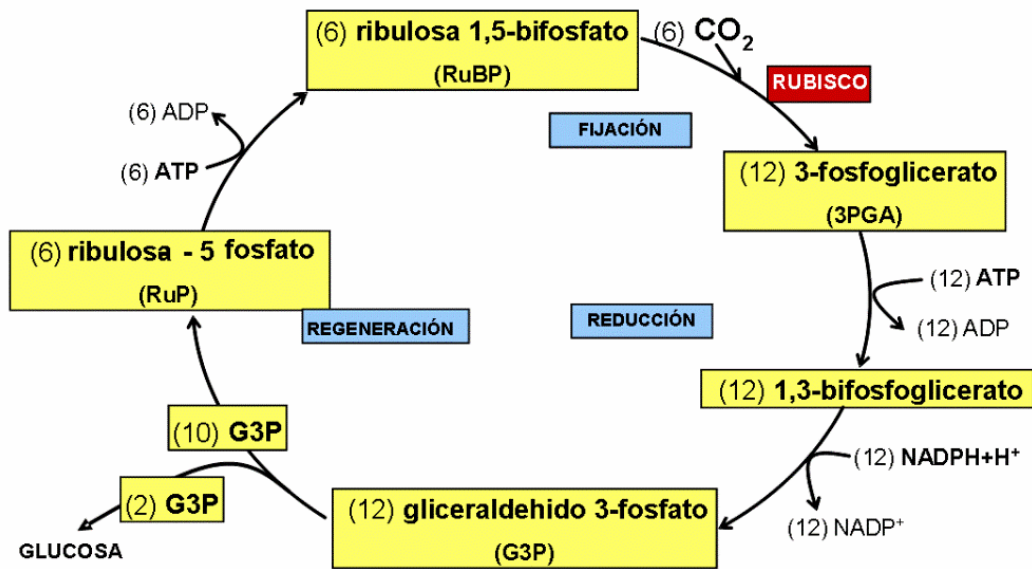 (6) ribulosa 1,5-bifosfato
(RuBP)
(6) CO₂
RUBISCO
FIJACIÓN
(12) 3-fosfoglicerato
(3PGA)
(12) ATP
(12) ADP
REDUCCIÓN
(12) 1,3-bifosfoglicerato
(12) NADPH+H⁺
(12) NADP⁺
(12) gliceraldehido 3-fosfato
(G3P)
(10) G3P
(2) G3P
GLUCOSA
REGENERACIÓN
(6) ribulosa - 5 fosfato
(RuP)
(6) ATP
(6) ADP